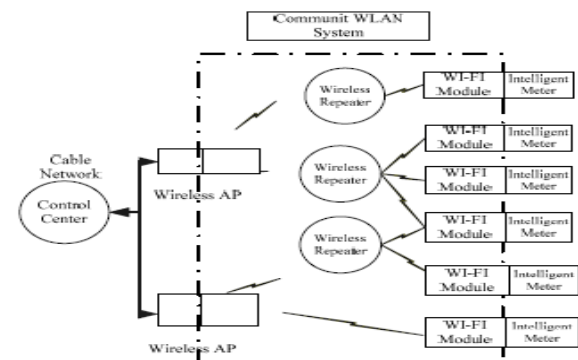 Communit WLAN
System
Wireless
Repeater
WI-FI
Module
Intelligent
Meter
WI-FI
Module
Intelligent
Meter
Cable
Network
Wireless AP
Wireless
Repeater
WI-FI
Module
Intelligent
Meter
Control
Center
WI-FI
Module
Intelligent
Meter
Wireless
Repeater
WI-FI
Module
Intelligent
Meter
WI-FI
Module
Intelligent
Meter
Wireless AP